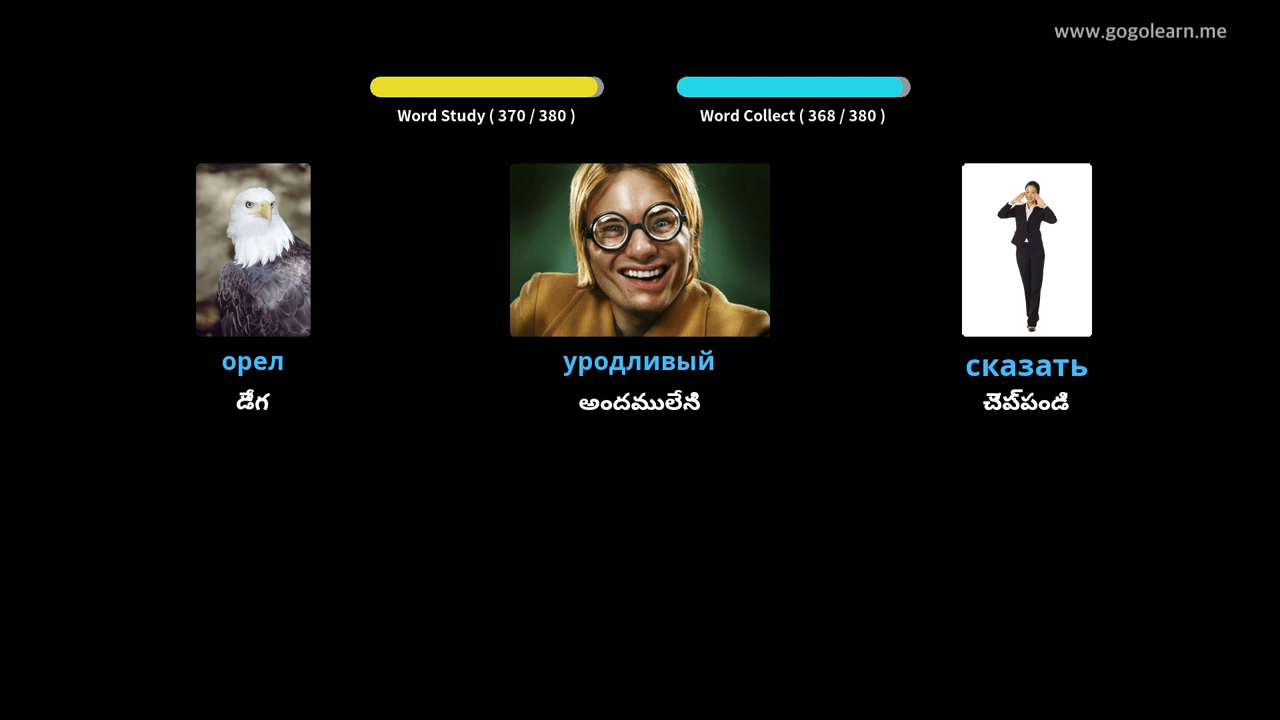 www.gogolearn.me
Word Study ( 370 / 380 )
Word Collect ( 368 / 380 )
орел
уродливый
сказать
డేగ
అందములేని
చెప్పండి